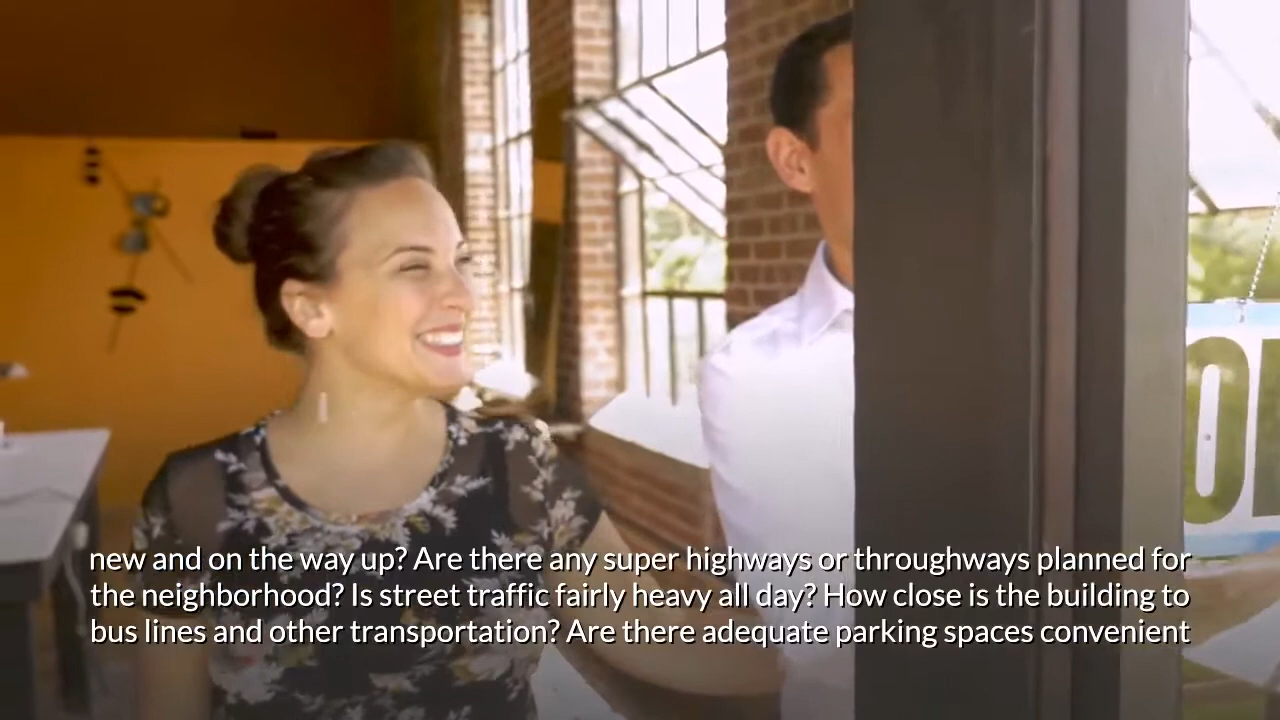 new and on the way up? Are there any super highways or throughways planned for
the neighborhood? Is street traffic fairly heavy all day? How close is the building to
bus lines and other transportation? Are there adequate parking spaces convenient